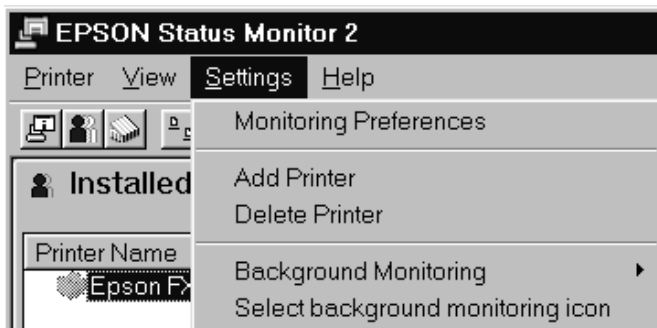 EPSON Status Monitor 2
Printer View Settings Help
Monitoring Preferences
Installed
Add Printer
Delete Printer
Printer Name
Epson FX
Background Monitoring
Select background monitoring icon